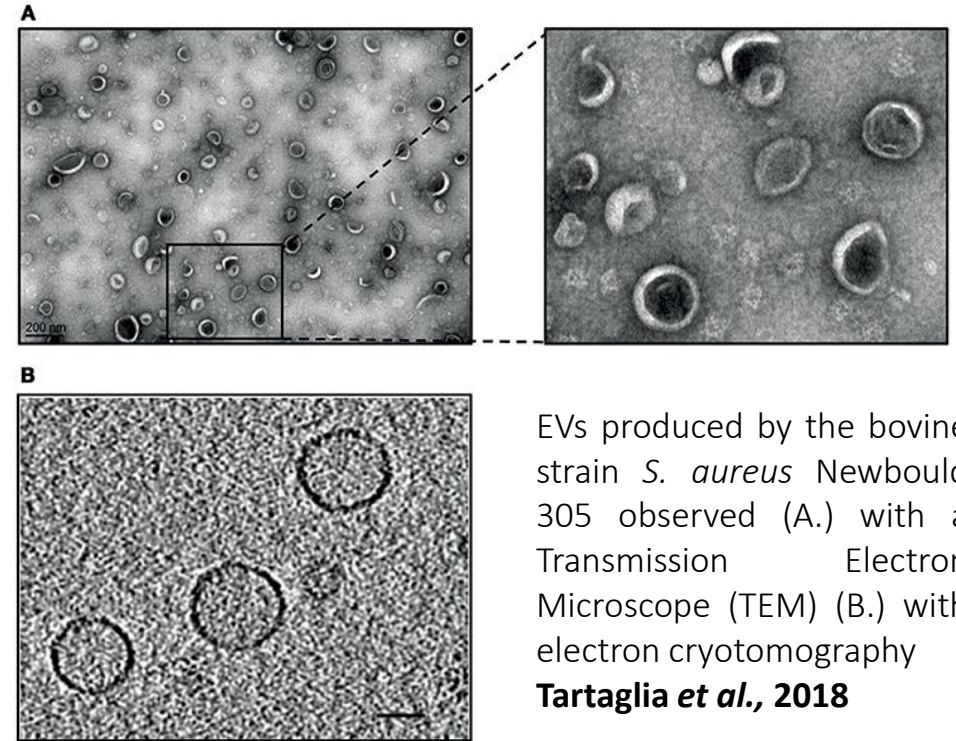 A
200 nm
B
EVs produced by the bovine
strain S. aureus Newbould
305 observed (A.) with a
Transmission Electron
Microscope (TEM) (B.) with
electron cryotomography
Tartaglia et al., 2018